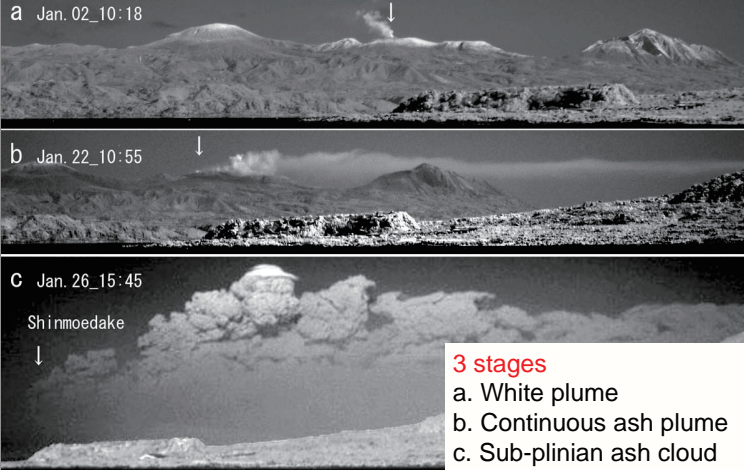 a Jan.02_10:18
↓
b Jan.22_10:55
↓
c Jan.26_15:45
Shinmoedake
↓
3 stages
a. White plume
b. Continuous ash plume
c. Sub-plinian ash cloud